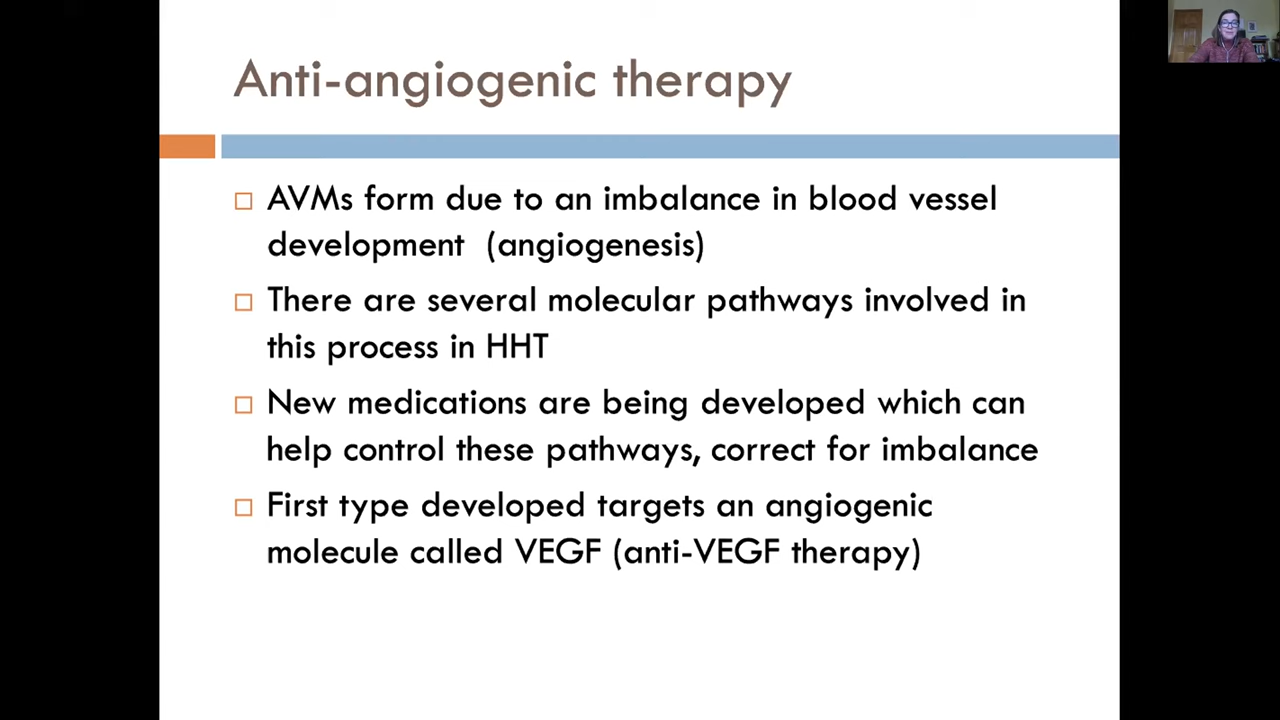 Anti-angiogenic therapy
AVMs form due to an imbalance in blood vessel
development (angiogenesis)
There are several molecular pathways involved in
this process in HHT
New medications are being developed which can
help control these pathways, correct for imbalance
First type developed targets an angiogenic
molecule called VEGF (anti-VEGF therapy)